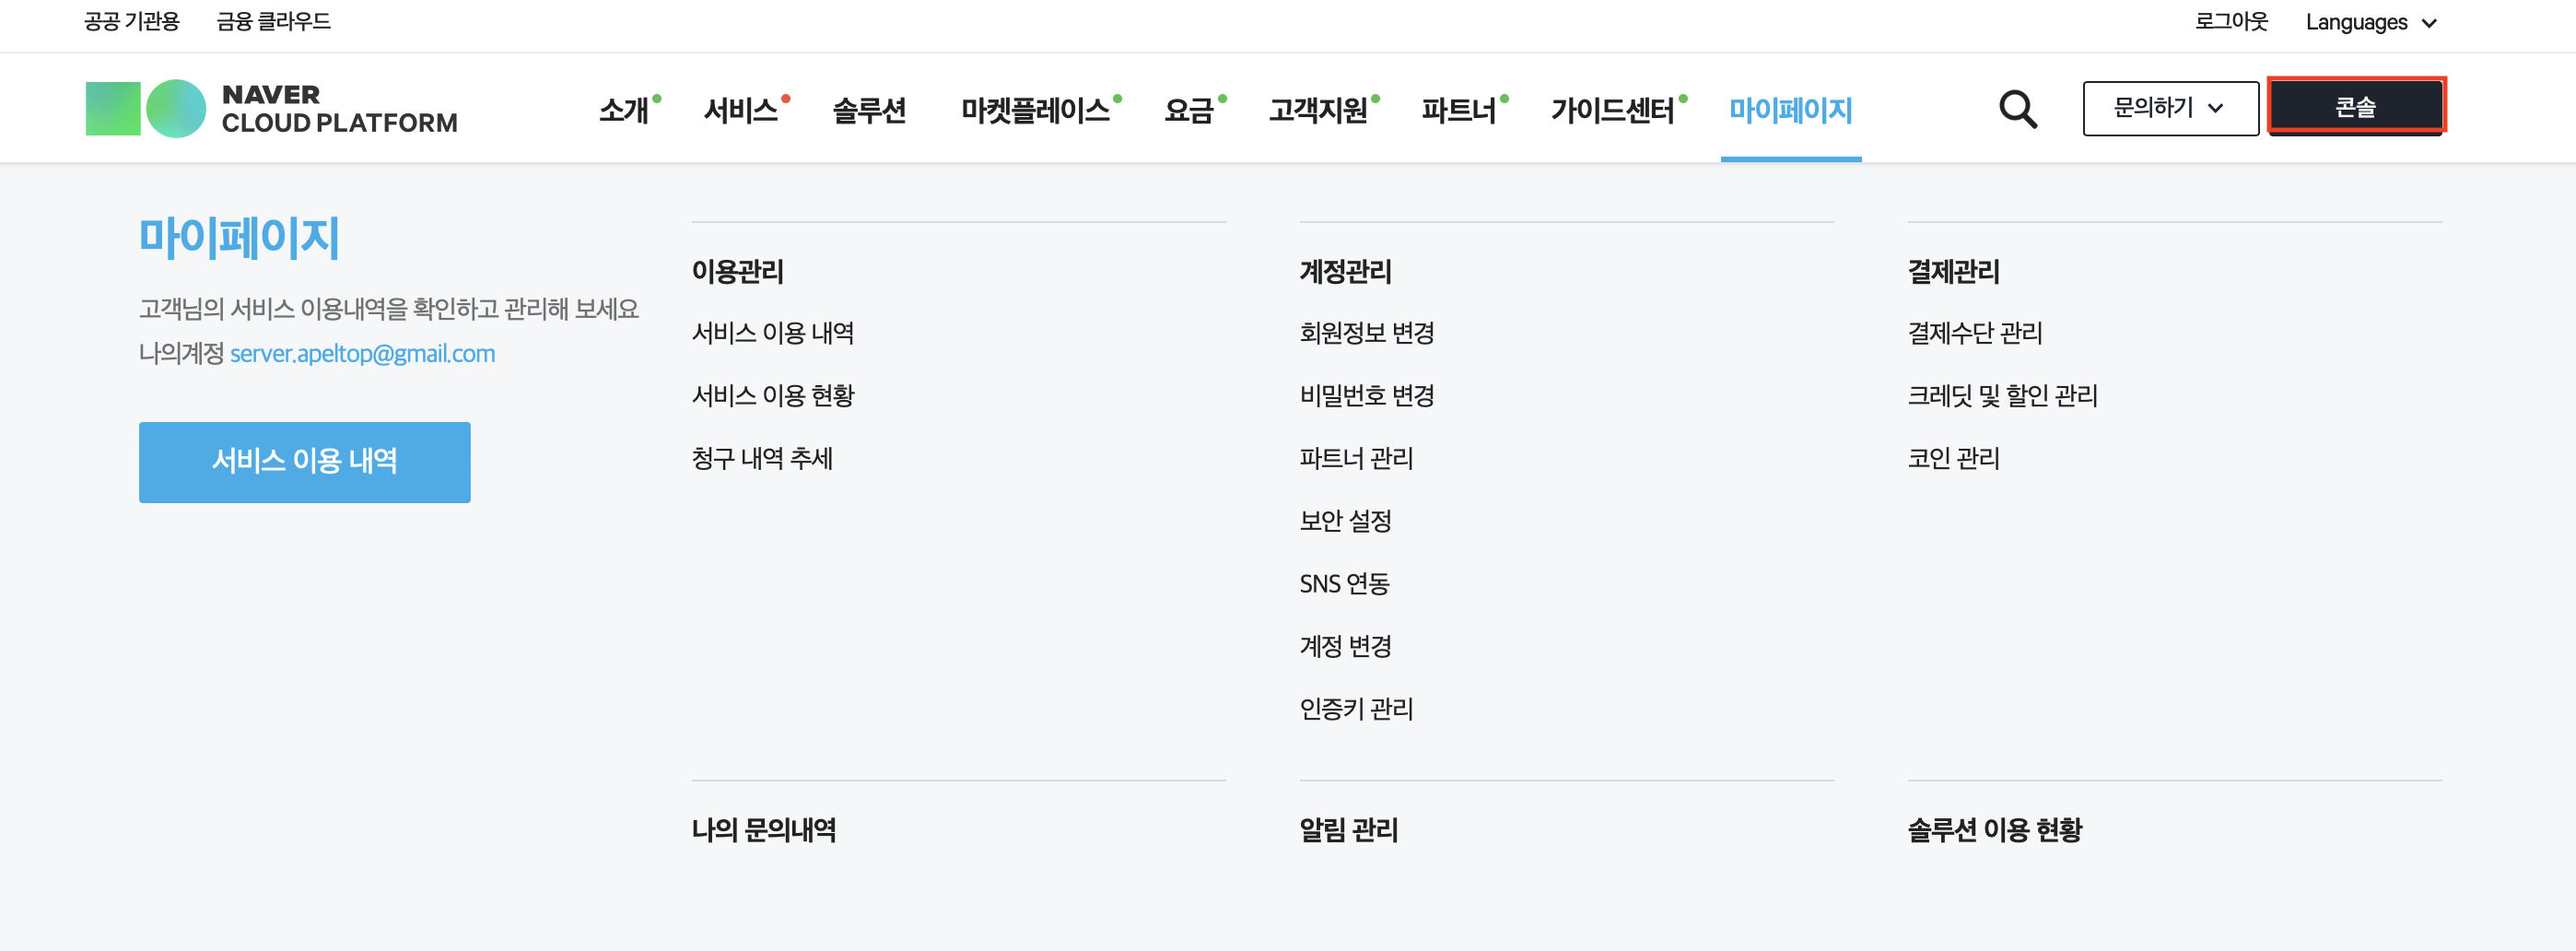 공공 기관용 금융 클라우드 로그아웃 Languages
NAVER
CLOUD PLATFORM
소개 서비스 솔루션 마켓플레이스 요금 고객지원 파트너 가이드센터 마이페이지 문의하기 콘솔
마이페이지
고객님의 서비스 이용내역을 확인하고 관리해 보세요
나의계정 server.apeltop@gmail.com
서비스 이용 내역
이용관리
서비스 이용 내역
서비스 이용 현황
청구 내역 추세
계정관리
회원정보 변경
비밀번호 변경
파트너 관리
보안 설정
SNS 연동
계정 변경
인증키 관리
결제관리
결제수단 관리
크레딧 및 할인 관리
코인 관리
나의 문의내역
알림 관리
솔루션 이용 현황